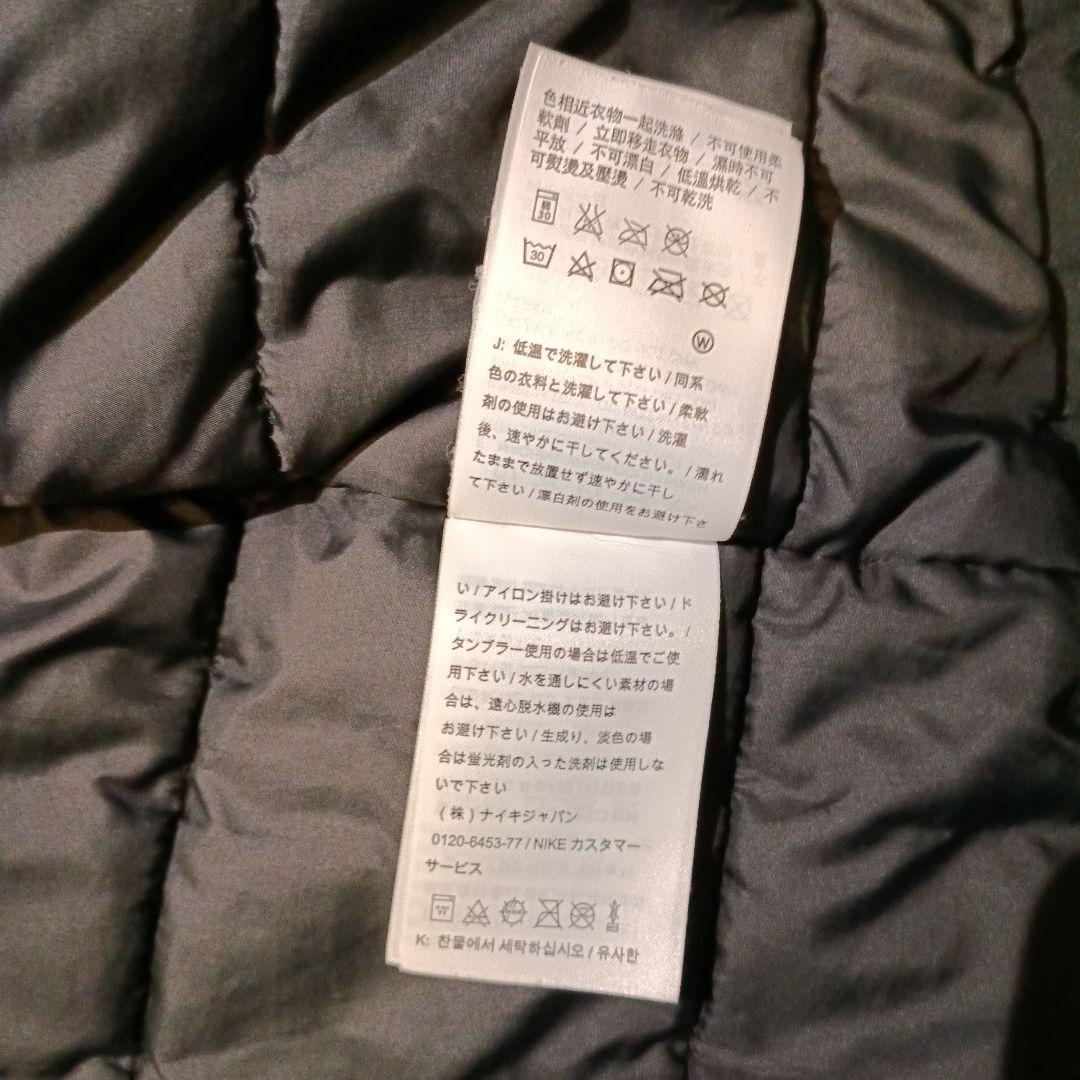 色相近衣物一起洗滌 / 不可使用柔
軟劑 / 立即移走衣物 / 濕時不可
平放 / 不可漂白 / 低溫烘乾 / 不
可熨燙及壓燙 / 不可乾洗
30
30
W
J: 低温で洗濯して下さい / 同系
色の衣料と洗濯して下さい / 柔軟
剤の使用はお避け下さい / 洗濯
後、速やかに干してください。 / 濡れ
たままで放置せず速やかに干し
て下さい / 漂白剤の使用をお避け下さ
い / アイロン掛けはお避け下さい / ド
ライクリーニングはお避け下さい。 /
タンブラー使用の場合は低温でご使
用下さい / 水を通しにくい素材の場
合は、遠心脱水機の使用は
お避け下さい / 生成り、淡色の場
合は蛍光剤の入った洗剤は使用しな
いで下さい
(株) ナイキジャパン
0120-6453-77 / NIKE カスタマー
サービス
K: 찬물에서 세탁하십시오 / 유사한